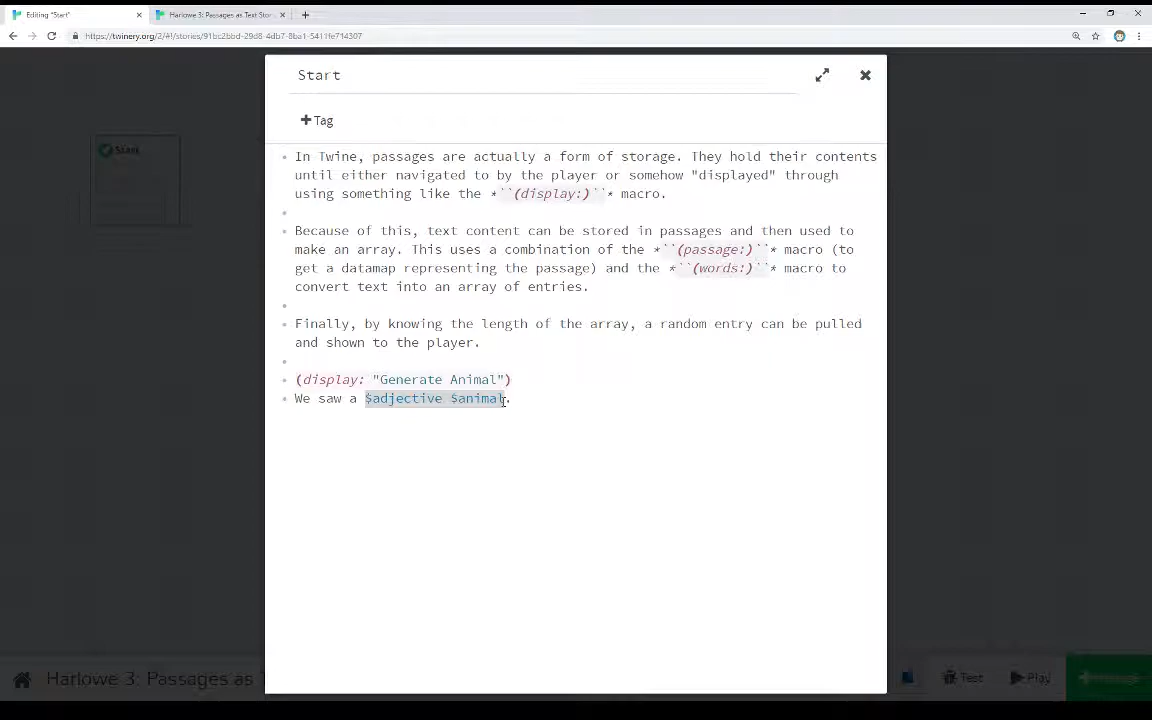 Editing "Start"
Harlowe 3: Passages as Text Stor
https://twinery.org/2/#!/stories/91bc2bbd-29d8-4db7-8ba1-5411fe714307
Start
+Tag
Start
In Twine, passages are actually a form of storage. They hold their contents
until either navigated to by the player or somehow "displayed" through
using something like the *``(display:)``* macro.
Because of this, text content can be stored in passages and then used to
make an array. This uses a combination of the *``(passage:)``* macro (to
get a datamap representing the passage) and the *``(words:)``* macro to
convert text into an array of entries.
Finally, by knowing the length of the array, a random entry can be pulled
and shown to the player.
(display: "Generate Animal")
We saw a $adjective $animal.
Harlowe 3: Passages as T
Test
Play